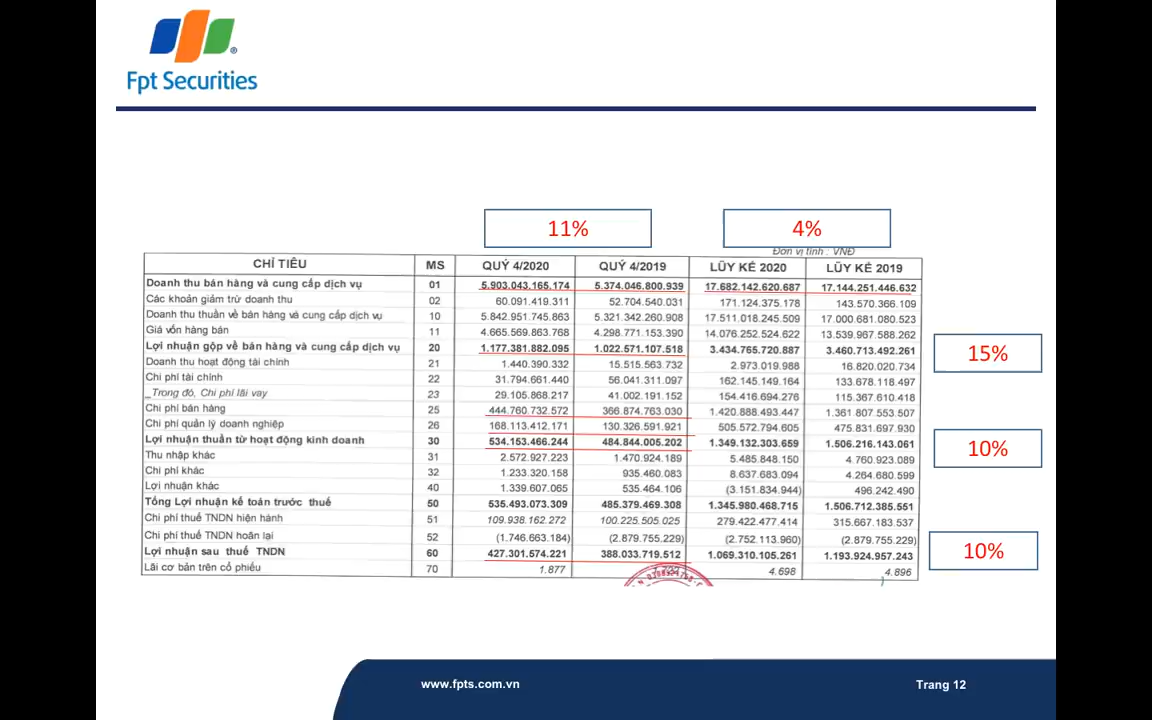 Fpt Securities
11% 4%
Đơn vị tính : VNĐ
CHỈ TIÊU MS QUÝ 4/2020 QUÝ 4/2019 LŨY KẾ 2020 LŨY KẾ 2019
Doanh thu bán hàng và cung cấp dịch vụ 01 5.903.043.165.174 5.374.046.800.939 17.682.142.620.687 17.144.251.446.632
Các khoản giảm trừ doanh thu 02 60.091.419.311 52.704.540.031 171.124.375.178 143.570.366.109
Doanh thu thuần về bán hàng và cung cấp dịch vụ 10 5.842.951.745.863 5.321.342.260.908 17.511.018.245.509 17.000.681.080.523
Giá vốn hàng bán 11 4.665.569.863.768 4.298.771.153.390 14.076.252.524.622 13.539.967.588.262
Lợi nhuận gộp về bán hàng và cung cấp dịch vụ 20 1.177.381.882.095 1.022.571.107.518 3.434.765.720.887 3.460.713.492.261
15%
Doanh thu hoạt động tài chính 21 1.440.390.332 15.515.563.732 2.973.019.988 16.820.020.734
Chi phí tài chính 22 31.794.661.440 56.041.311.097 162.145.149.164 133.678.118.497
_Trong đó, Chi phí lãi vay 23 29.105.868.217 41.002.191.152 154.416.694.276 115.367.610.418
Chi phí bán hàng 25 444.760.732.572 366.874.763.030 1.420.888.493.447 1.361.807.553.507
Chi phí quản lý doanh nghiệp 26 168.113.412.171 130.326.591.921 505.572.794.605 475.831.697.930
Lợi nhuận thuần từ hoạt động kinh doanh 30 534.153.466.244 484.844.005.202 1.349.132.303.659 1.506.216.143.061
10%
Thu nhập khác 31 2.572.927.223 1.470.924.189 5.485.848.150 4.760.923.089
Chi phí khác 32 1.233.320.158 935.460.083 8.637.683.094 4.264.680.599
Lợi nhuận khác 40 1.339.607.065 535.464.106 (3.151.834.944) 496.242.490
Tổng Lợi nhuận kế toán trước thuế 50 535.493.073.309 485.379.469.308 1.345.980.468.715 1.506.712.385.551
Chi phí thuế TNDN hiện hành 51 109.938.162.272 100.225.505.025 279.422.477.414 315.667.183.537
Chi phí thuế TNDN hoãn lại 52 (1.746.663.184) (2.879.755.229) (2.752.113.960) (2.879.755.229)
Lợi nhuận sau thuế TNDN 60 427.301.574.221 388.033.719.512 1.069.310.105.261 1.193.924.957.243
10%
Lãi cơ bản trên cổ phiếu 70 1.877 4.698 4.896
www.fpts.com.vn Trang 12